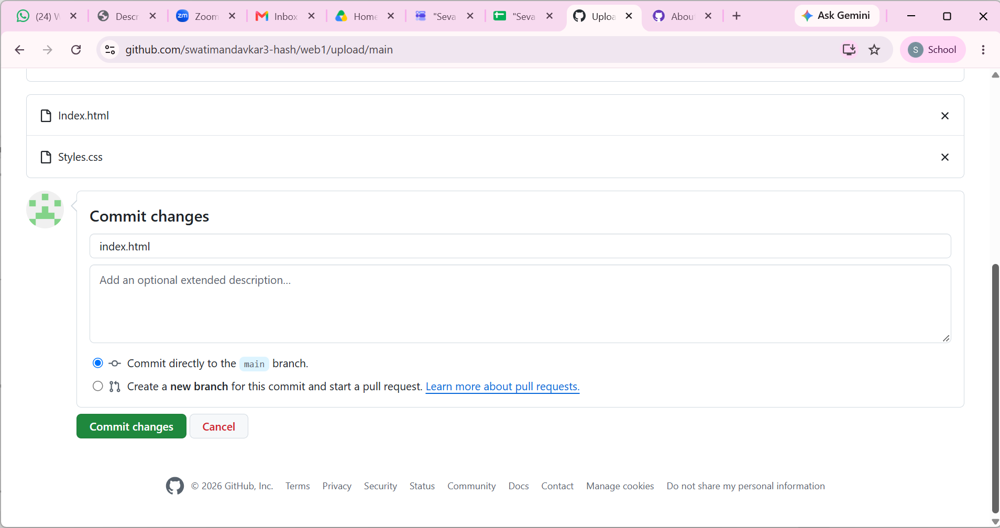 (24) W
Descr
zm Zoom
Inbox
Home
"Seva
"Seva
Uploa
About
Ask Gemini
github.com/swatimandavkar3-hash/web1/upload/main
S School
Index.html
Styles.css
Commit changes
index.html
Add an optional extended description...
Commit directly to the main branch.
Create a new branch for this commit and start a pull request. Learn more about pull requests.
Commit changes Cancel
© 2026 GitHub, Inc. Terms Privacy Security Status Community Docs Contact Manage cookies Do not share my personal information